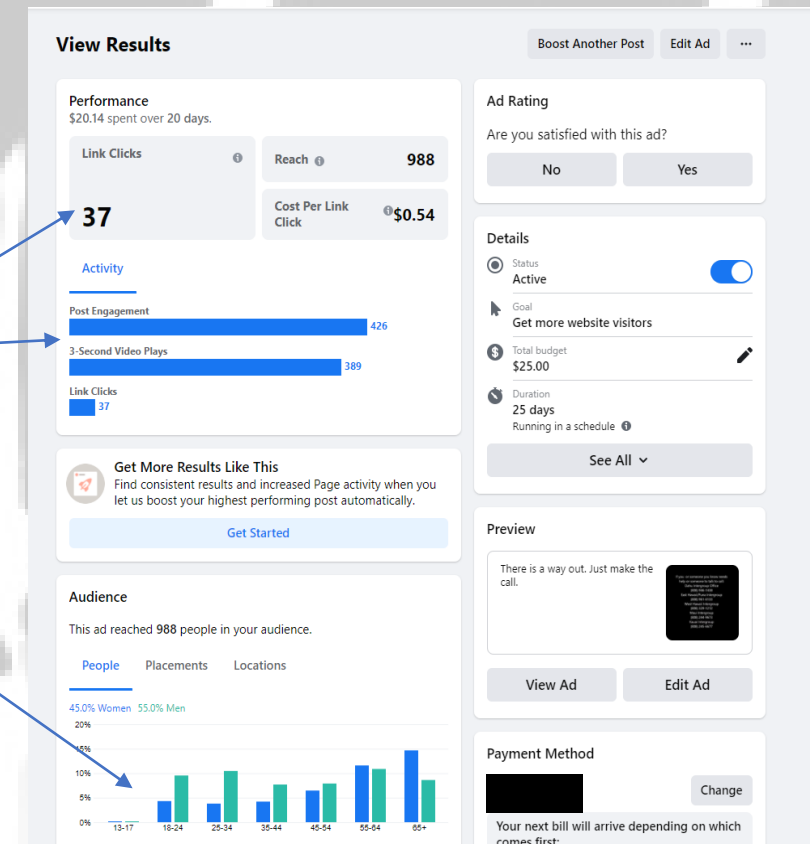 View Results
Boost Another Post
Edit Ad
...
Performance
$20.14 spent over 20 days.
Link Clicks
37
Reach
988
Cost Per Link
Click
$0.54
Activity
Post Engagement
426
3-Second Video Plays
389
Link Clicks
37
Get More Results Like This
Find consistent results and increased Page activity when you
let us boost your highest performing post automatically.
Get Started
Audience
This ad reached 988 people in your audience.
People Placements Locations
45.0% Women 55.0% Men
20%
15%
10%
5%
0%
13-17 18-24 25-34 35-44 45-54 55-64 65+
Ad Rating
Are you satisfied with this ad?
No
Yes
Details
Status
Active
Goal
Get more website visitors
Total budget
$25.00
Duration
25 days
Running in a schedule
See All
Preview
There is a way out. Just make the
call.
View Ad
Edit Ad
Payment Method
Change
Your next bill will arrive depending on which
comes first: